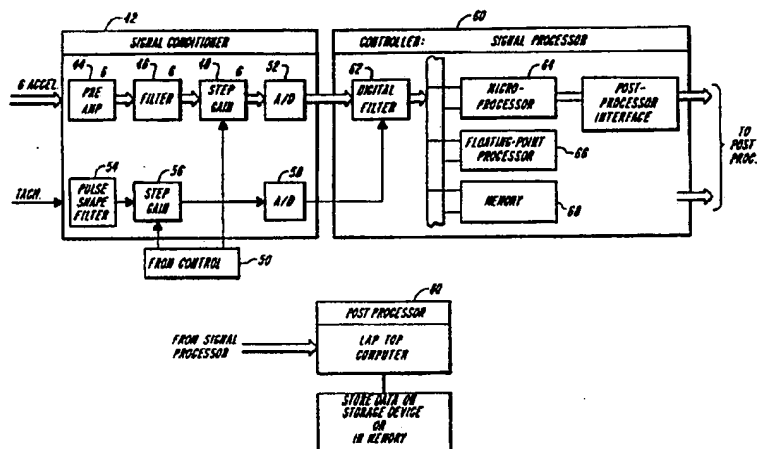 42
60
SIGNAL CONDITIONER
CONTROLLER: SIGNAL PROCESSOR
44 6
46 6
48 6
52
62
64
6 ACCEL.
PRE AMP
FILTER
STEP GAIN
A/D
DIGITAL FILTER
MICRO-PROCESSOR
POST-PROCESSOR INTERFACE
TO POST PROC.
54
56
58
FLOATING-POINT PROCESSOR
66
TACH.
PULSE SHAPE FILTER
STEP GAIN
A/D
MEMORY
68
FROM CONTROL
50
POST PROCESSOR
FROM SIGNAL PROCESSOR
LAP TOP COMPUTER
STORE DATA ON STORAGE DEVICE OR IN MEMORY